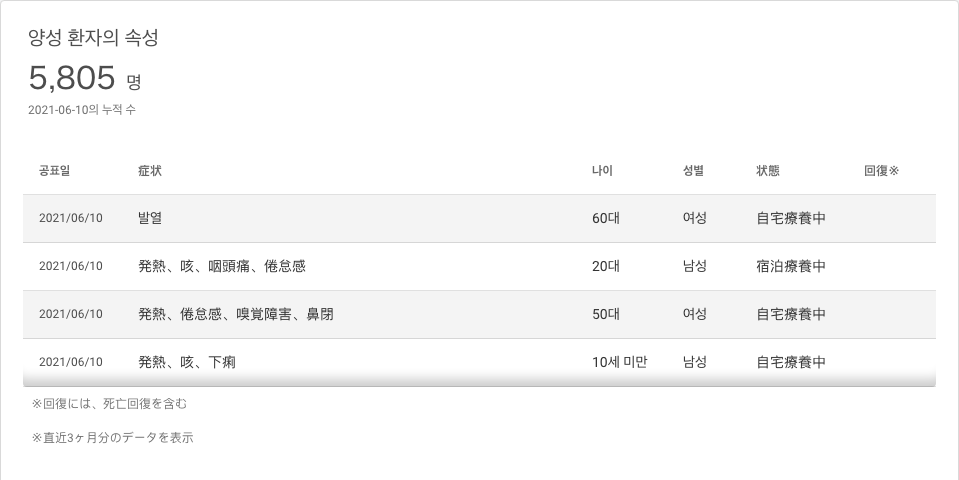 양성 환자의 속성
5,805 명
2021-06-10의 누적 수
공표일 症状 나이 성별 状態 回復※
2021/06/10 발열 60대 여성 自宅療養中
2021/06/10 発熱、咳、咽頭痛、倦怠感 20대 남성 宿泊療養中
2021/06/10 発熱、倦怠感、嗅覚障害、鼻閉 50대 여성 自宅療養中
2021/06/10 発熱、咳、下痢 10세 미만 남성 自宅療養中
※回復には、死亡回復を含む
※直近3ヶ月分のデータを表示